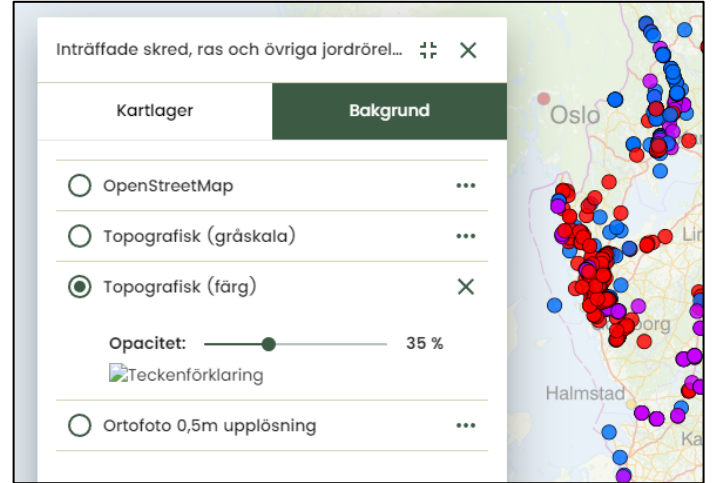 Inträffade skred, ras och övriga jordrörel...
Kartlager
Bakgrund
OpenStreetMap
Topografisk (gråskala)
Topografisk (färg)
Opacitet:
35 %
Teckenförklaring
Ortofoto 0,5m upplösning
Oslo
Halmstad